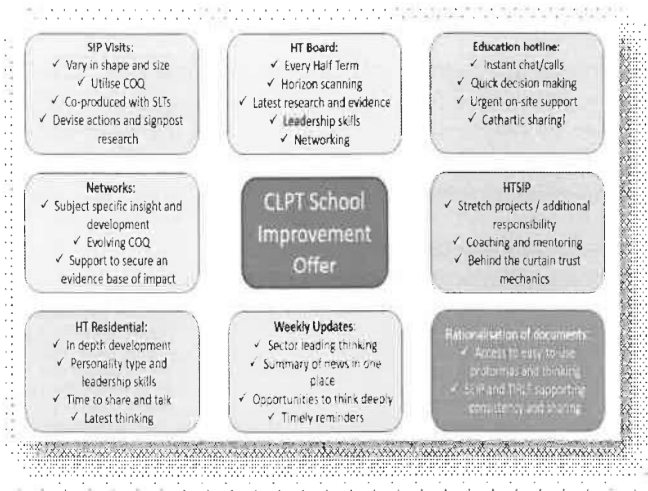 SIP Visits:
✓ Vary in shape and size
✓ Utilise COQ
✓ Co-produced with SLTs
✓ Devise actions and signpost
research
HT Board:
✓ Every Half Term
✓ Horizon scanning
✓ Latest research and evidence
✓ Leadership skills
✓ Networking
Education hotline:
✓ Instant chat/calls
✓ Quick decision making
✓ Urgent on-site support
✓ Cathartic sharing!
Networks:
✓ Subject specific insight and
development
✓ Evolving COQ
✓ Support to secure an
evidence base of impact
CLPT School
Improvement
Offer
HTSIP
✓ Stretch projects / additional
responsibility
✓ Coaching and mentoring
✓ Behind the curtain trust
mechanics
HT Residential:
✓ In depth development
✓ Personality type and
leadership skills
✓ Time to share and talk
✓ Latest thinking
Weekly Updates:
✓ Sector leading thinking
✓ Summary of news in one
place
✓ Opportunities to think deeply
✓ Timely reminders
Rationalisation of documents:
✓ Access to easy to use
proformas and thinking
✓ and supporting
consistency and sharing